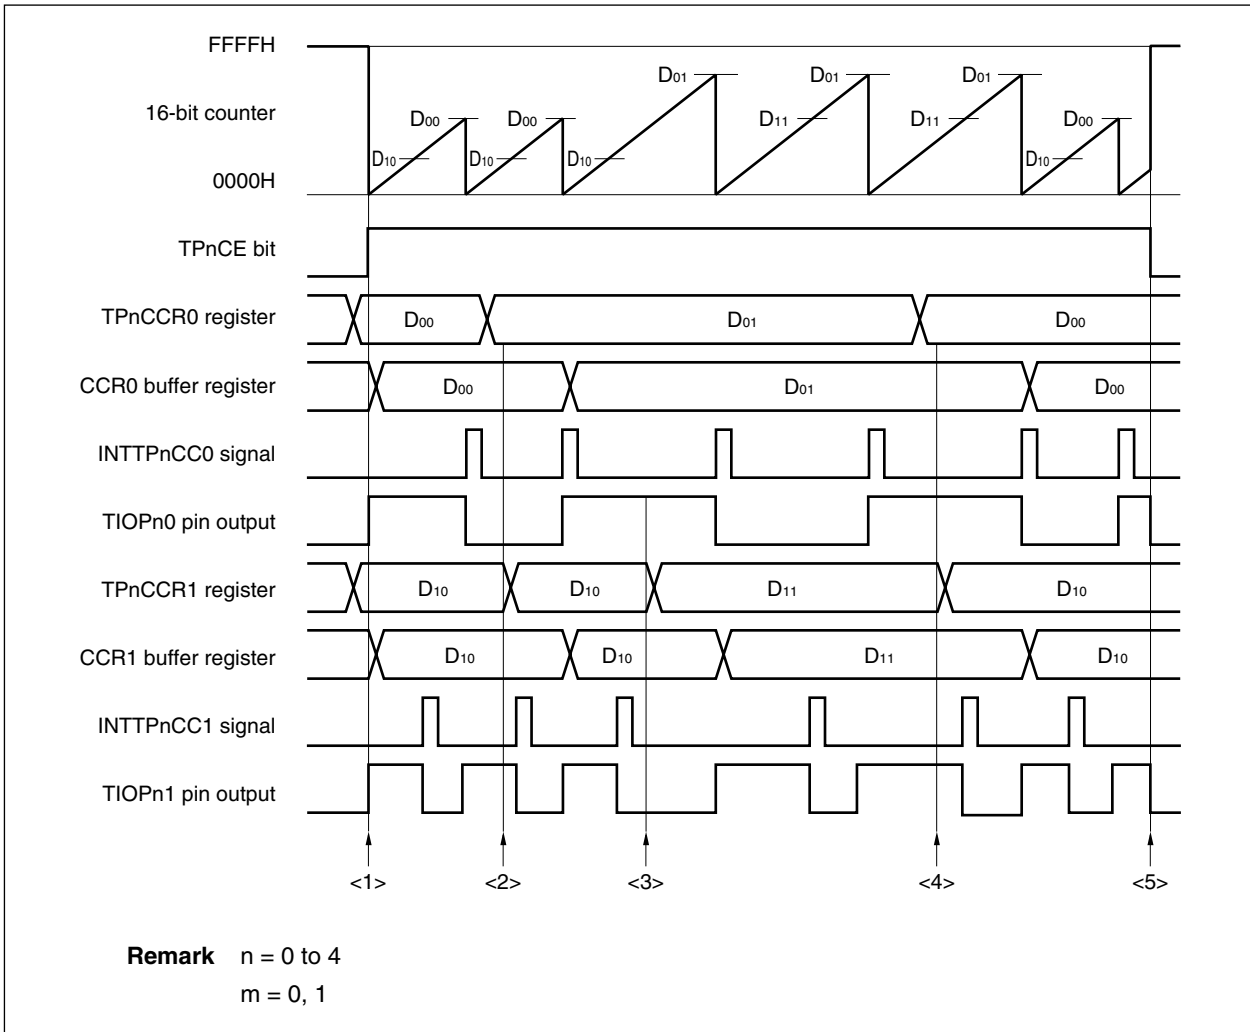 FFFFH
D01 D01 D01
16-bit counter
D00 D00 D11 D11 D00
D10 D10 D10 D10
0000H
TPnCE bit
TPnCCR0 register D00 D01 D00
CCR0 buffer register D00 D01 D00
INTTPnCC0 signal
TIOPn0 pin output
TPnCCR1 register D10 D10 D11 D10
CCR1 buffer register D10 D10 D11 D10
INTTPnCC1 signal
TIOPn1 pin output
<1> <2> <3> <4> <5>
Remark n = 0 to 4
m = 0, 1